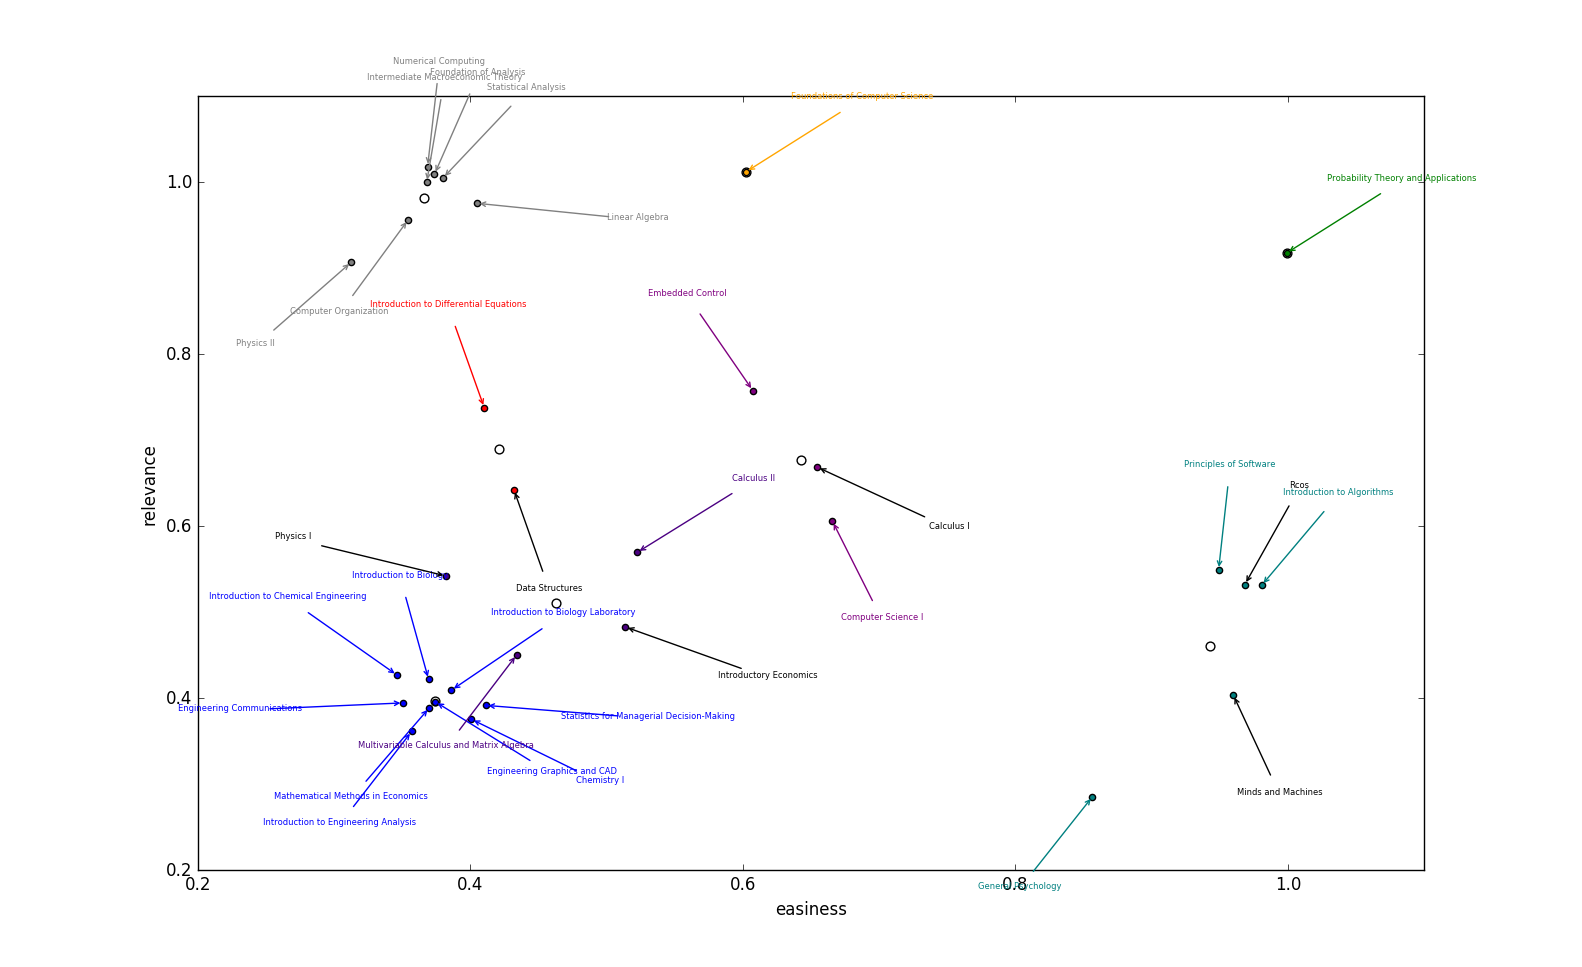 Numerical Computing
Foundation of Analysis
Intermediate Macroeconomic Theory
Statistical Analysis
Foundations of Computer Science
Probability Theory and Applications
1.0
Linear Algebra
Embedded Control
Introduction to Differential Equations
Computer Organization
Physics II
0.8
Principles of Software
Calculus II
Rcos
Introduction to Algorithms
relevance
0.6
Calculus I
Physics I
Introduction to Biology
Data Structures
Introduction to Chemical Engineering
Introduction to Biology Laboratory
Computer Science I
Introductory Economics
0.4
Engineering Communications
Statistics for Managerial Decision-Making
Multivariable Calculus and Matrix Algebra
Engineering Graphics and CAD
Chemistry I
Minds and Machines
Mathematical Methods in Economics
Introduction to Engineering Analysis
0.2
0.2 0.4 0.6 0.8 1.0
General Psychology
easiness